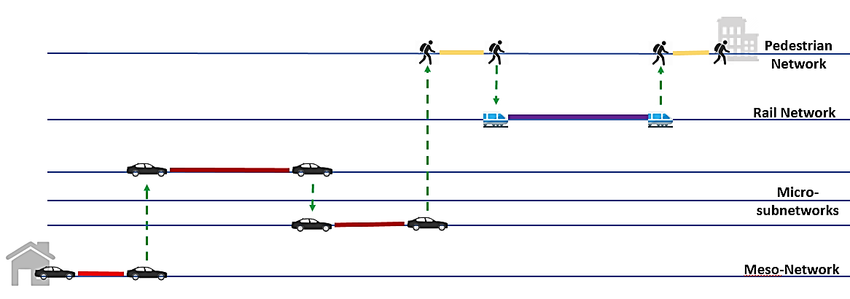 Pedestrian
Network
Rail Network
Micro-
subnetworks
Meso-Network